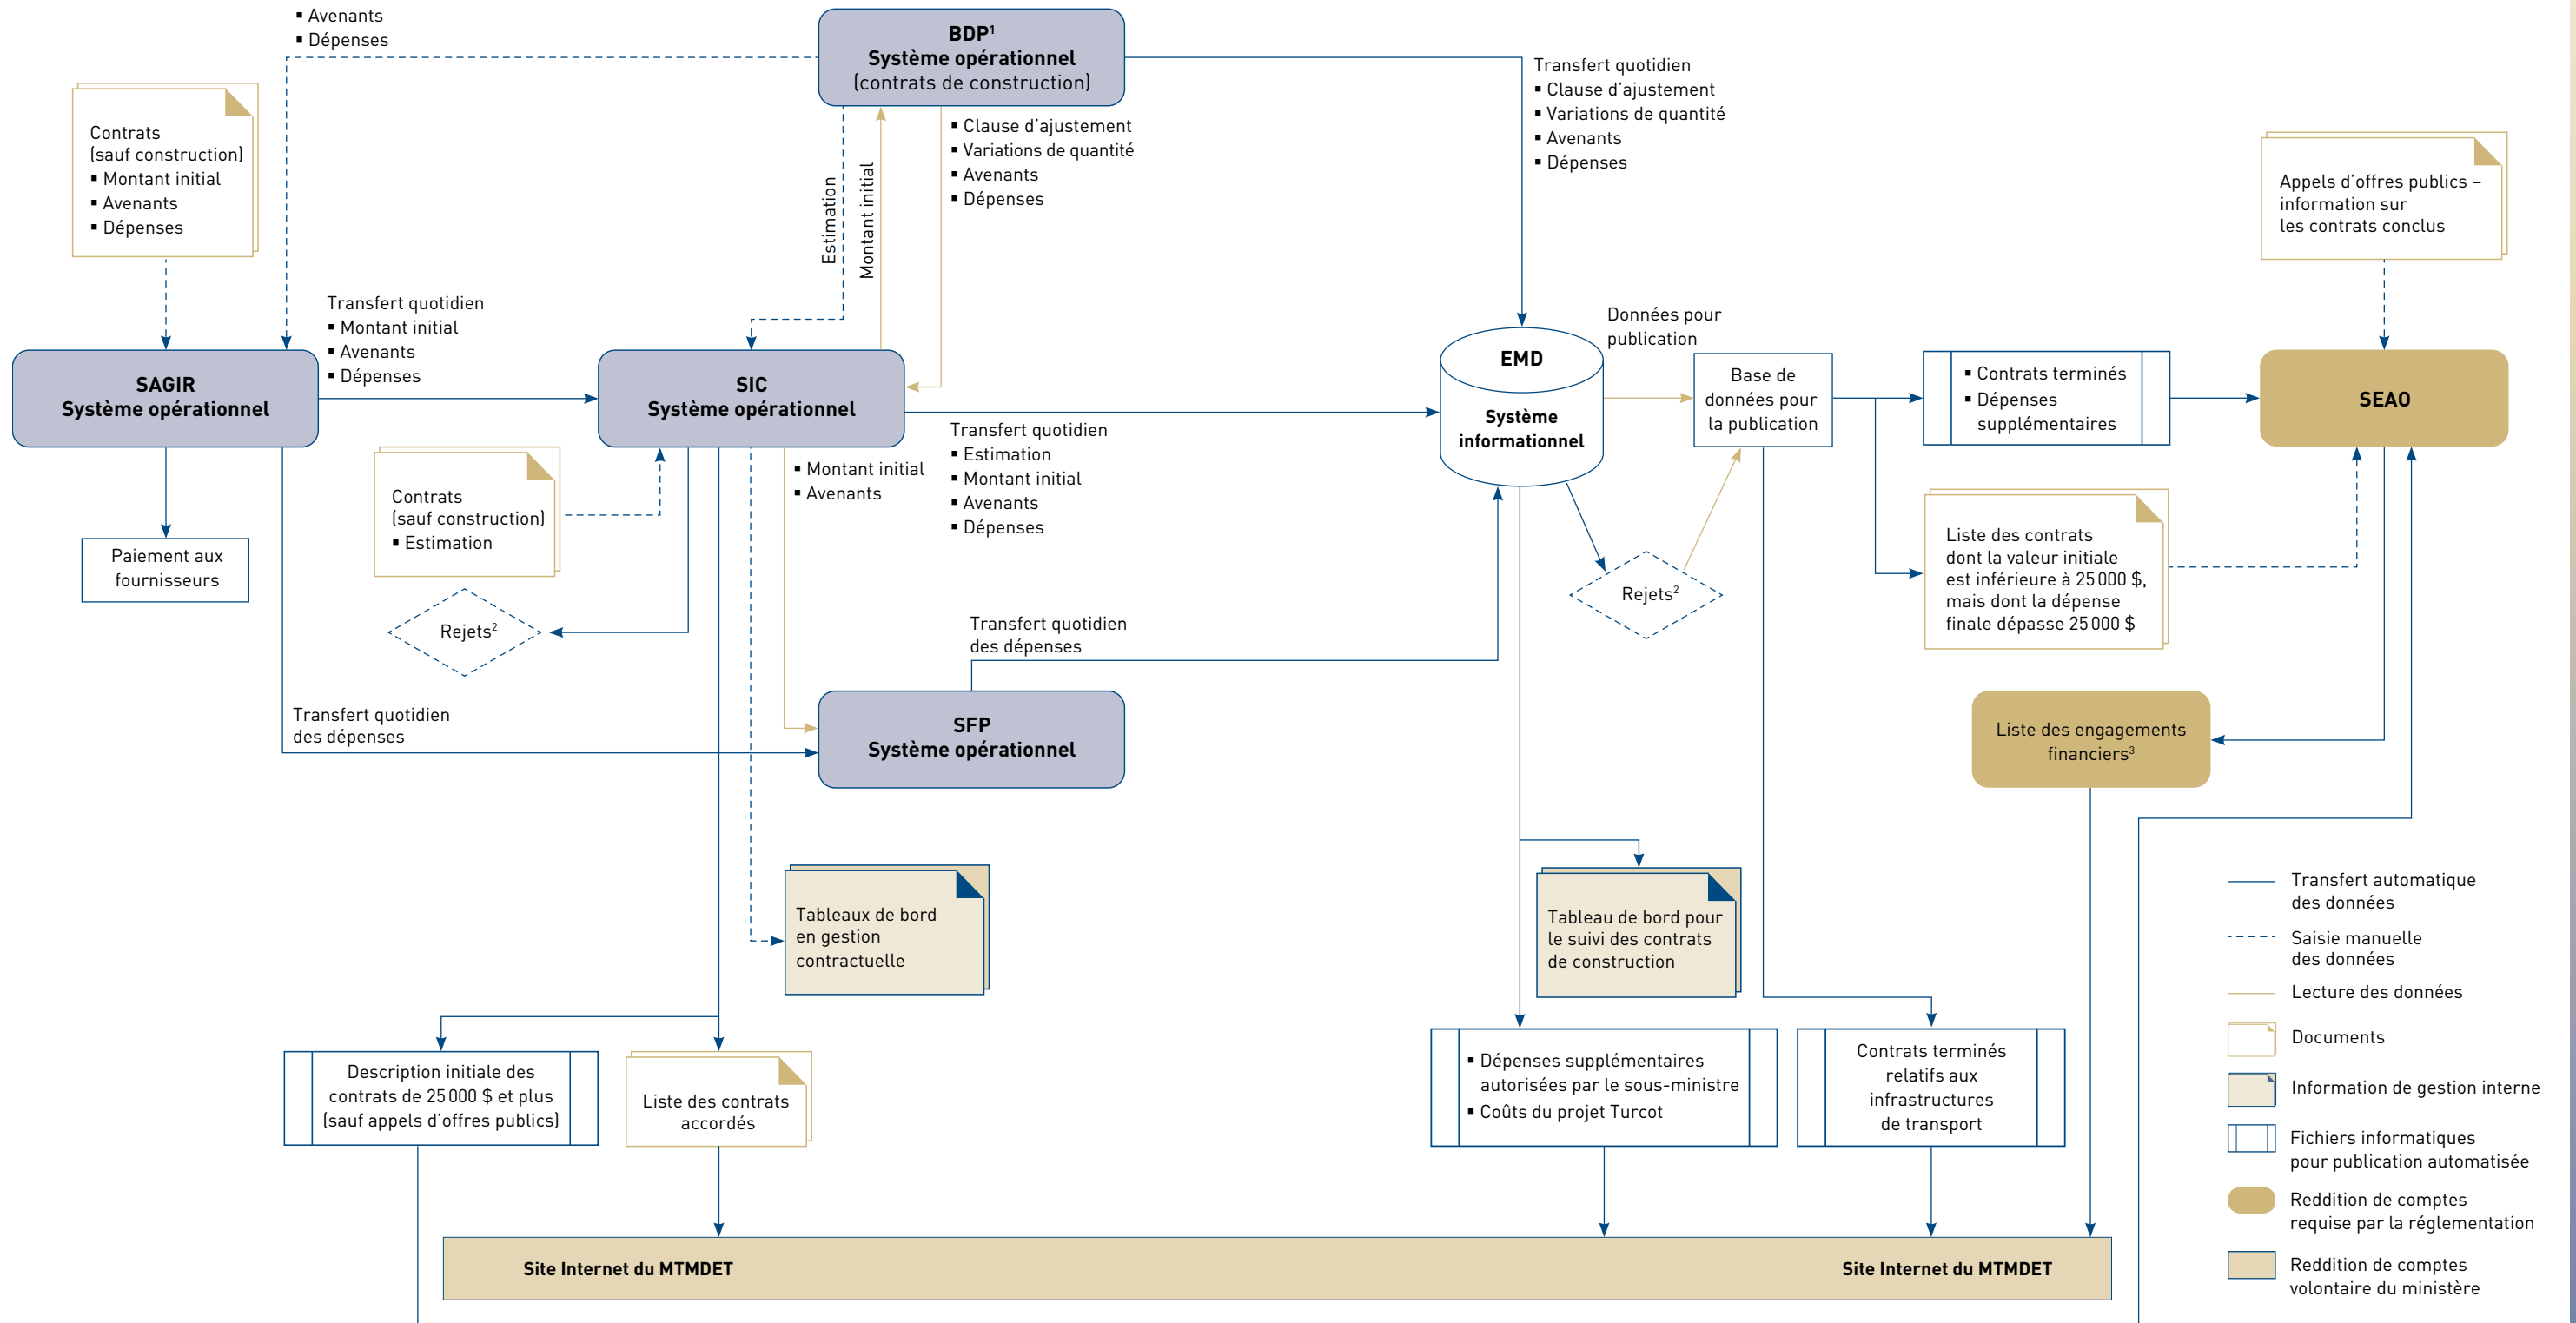 ▪ Avenants
▪ Dépenses
BDP¹
Système opérationnel
(contrats de construction)
Transfert quotidien
▪ Clause d'ajustement
▪ Variations de quantité
▪ Avenants
▪ Dépenses
Contrats
(sauf construction)
▪ Montant initial
▪ Avenants
▪ Dépenses
▪ Clause d'ajustement
▪ Variations de quantité
▪ Avenants
▪ Dépenses
Estimation
Montant initial
Appels d'offres publics –
information sur
les contrats conclus
Transfert quotidien
▪ Montant initial
▪ Avenants
▪ Dépenses
SAGIR
Système opérationnel
SIC
Système opérationnel
EMD
Système
informationnel
Données pour
publication
Base de
données pour
la publication
▪ Contrats terminés
▪ Dépenses
supplémentaires
SEAO
Paiement aux
fournisseurs
Contrats
(sauf construction)
▪ Estimation
▪ Montant initial
▪ Avenants
Transfert quotidien
▪ Estimation
▪ Montant initial
▪ Avenants
▪ Dépenses
Rejets²
Rejets²
Liste des contrats
dont la valeur initiale
est inférieure à 25 000 $,
mais dont la dépense
finale dépasse 25 000 $
Transfert quotidien
des dépenses
Transfert quotidien
des dépenses
SFP
Système opérationnel
Liste des engagements
financiers³
Tableaux de bord
en gestion
contractuelle
Tableau de bord pour
le suivi des contrats
de construction
Description initiale des
contrats de 25 000 $ et plus
(sauf appels d'offres publics)
Liste des contrats
accordés
▪ Dépenses supplémentaires
autorisées par le sous-ministre
▪ Coûts du projet Turcot
Contrats terminés
relatifs aux
infrastructures
de transport
Site Internet du MTMDET
Site Internet du MTMDET
Transfert automatique
des données
Saisie manuelle
des données
Lecture des données
Documents
Information de gestion interne
Fichiers informatiques
pour publication automatisée
Reddition de comptes
requise par la réglementation
Reddition de comptes
volontaire du ministère